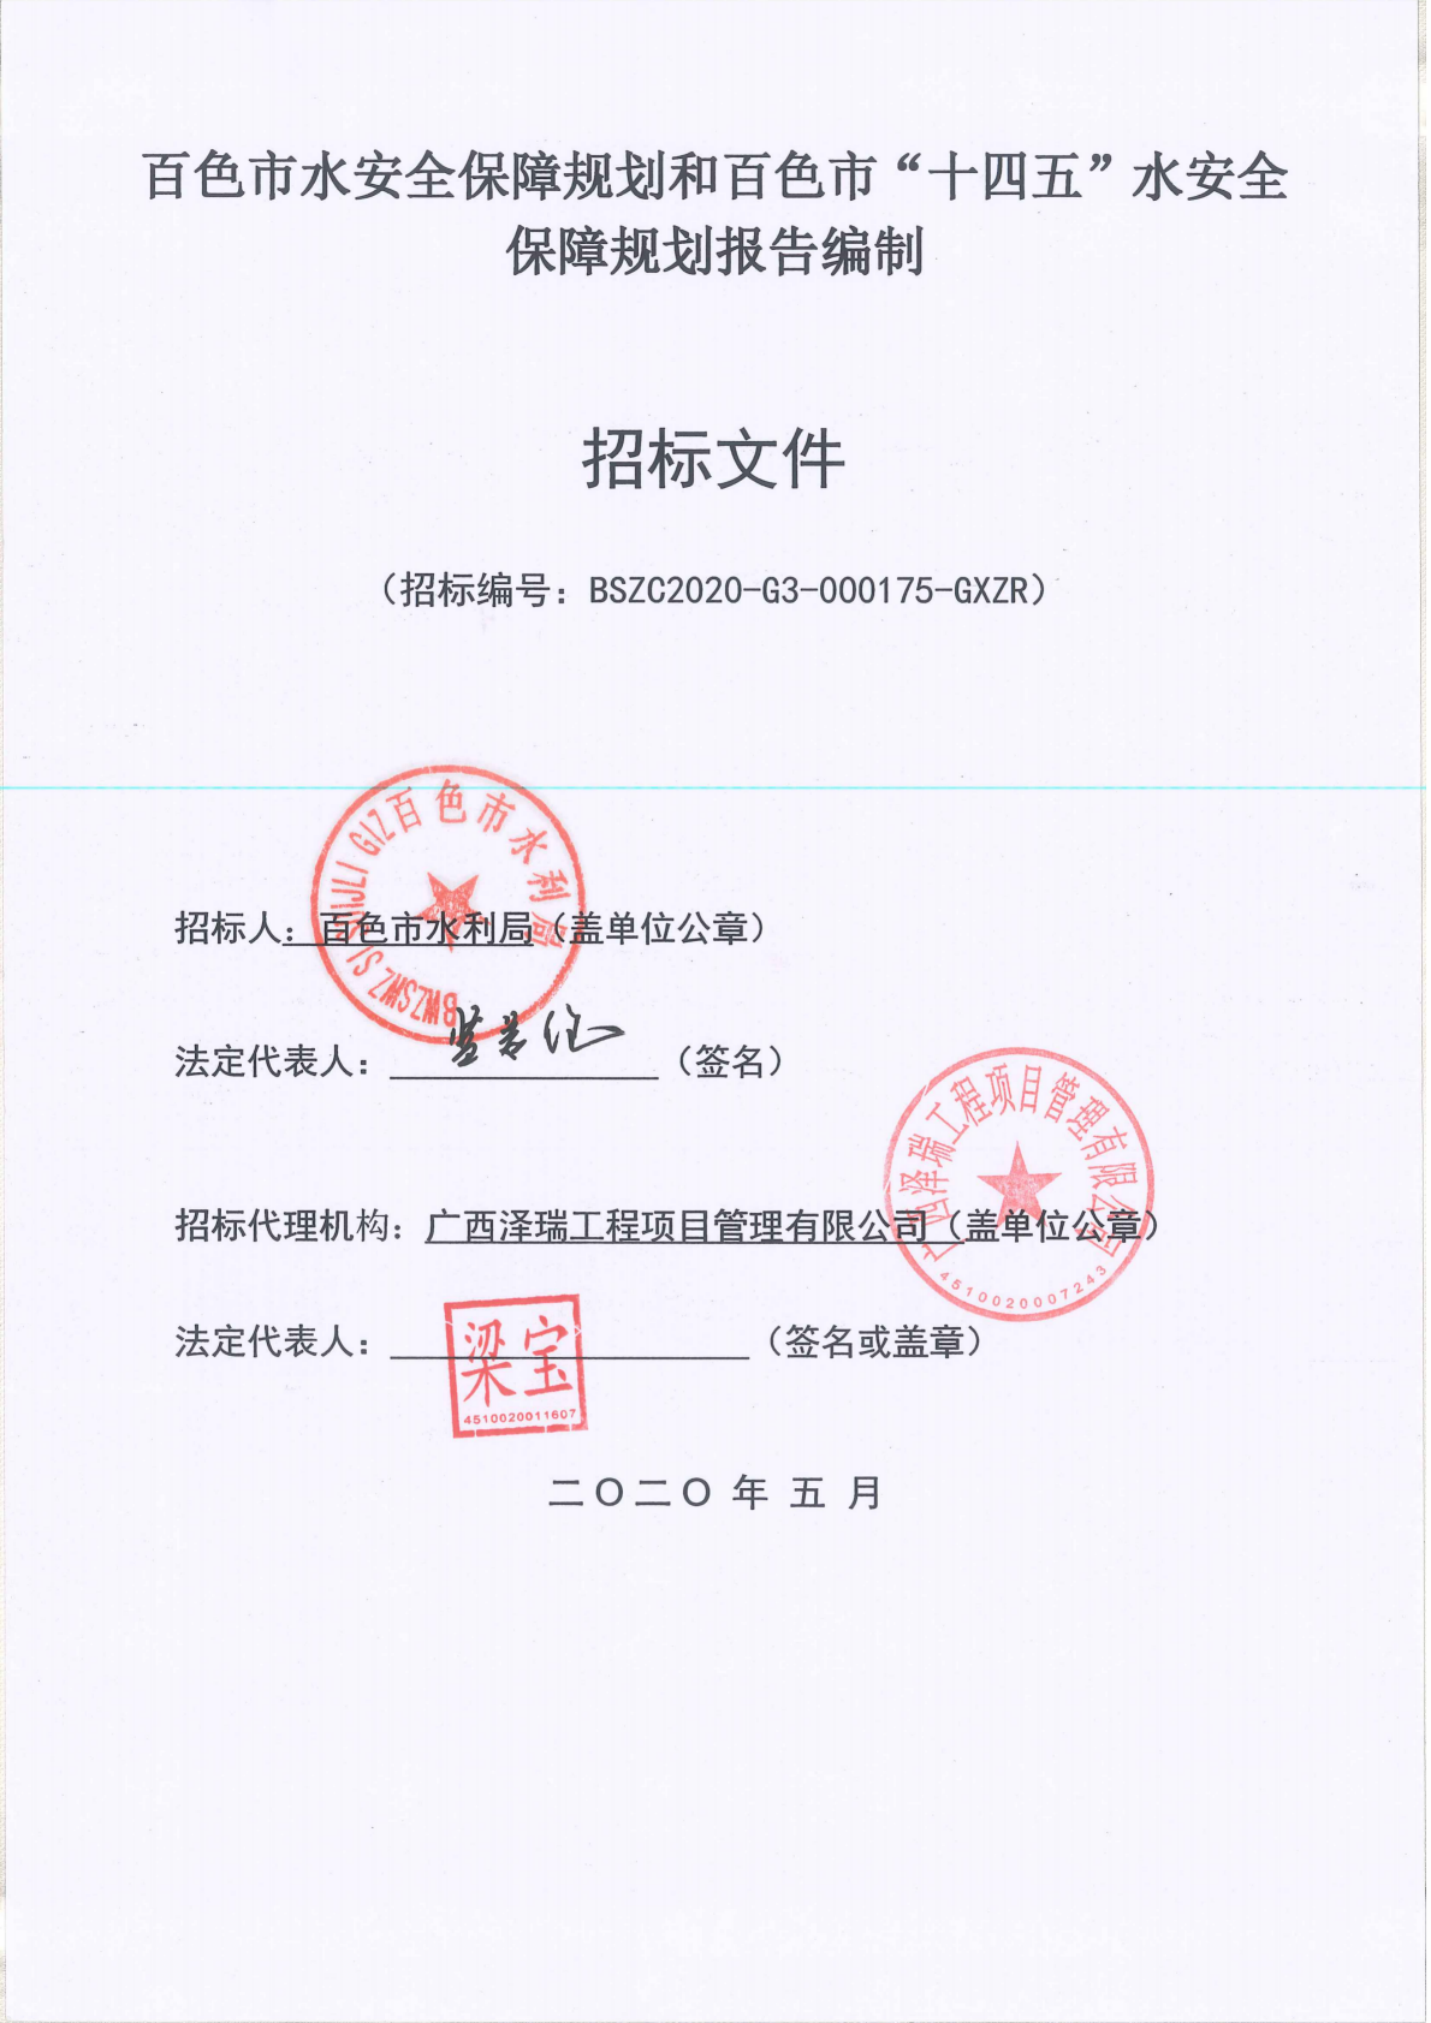 百色市水安全保障规划和百色市“十四五”水安全
保障规划报告编制
招标文件
（招标编号：BSZC2020-G3-000175-GXZR）
百色市水利局
招标人：百色市水利局（盖单位公章）
法定代表人：（签名）
广西泽瑞工程项目管理有限公司
4510020007243
招标代理机构：广西泽瑞工程项目管理有限公司（盖单位公章）
法定代表人：（签名或盖章）
梁宝
4510020011607
二〇二〇年五月